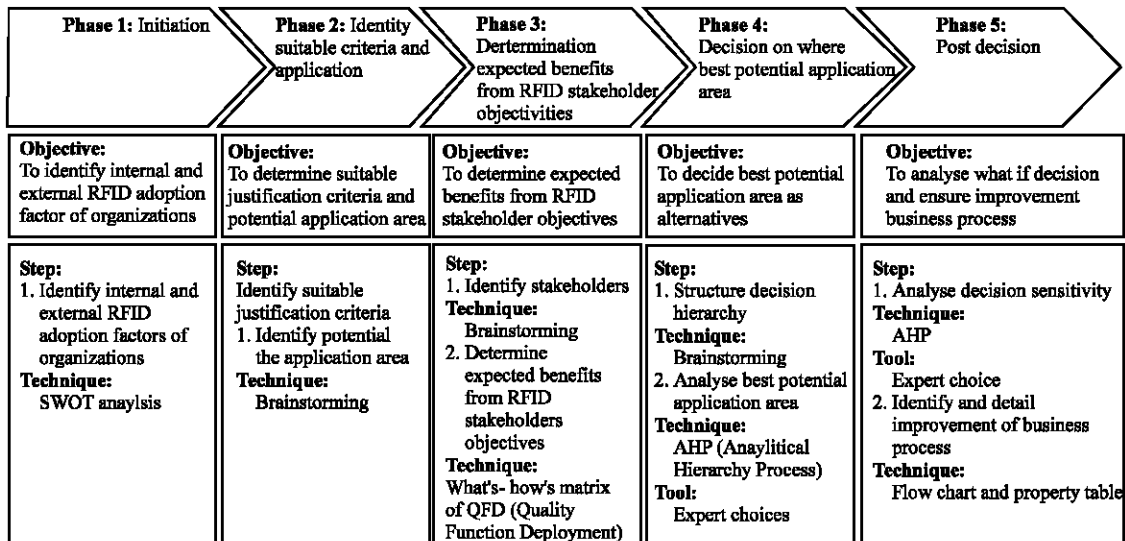 Phase 1: Initiation
Phase 2: Identity
suitable criteria and
application
Phase 3:
Dertermination
expected benefits
from RFID stakeholder
objectivities
Phase 4:
Decision on where
best potential application
area
Phase 5:
Post decision
Objective:
To identify internal and
external RFID adoption
factor of organizations
Objective:
To determine suitable
justification criteria and
potential application area
Objective:
To determine expected
benefits from RFID
stakeholder objectives
Objective:
To decide best potential
application area as
alternatives
Objective:
To analyse what if decision
and ensure improvement
business process
Step:
1. Identify internal and
external RFID
adoption factors of
organizations
Technique:
SWOT anaylsis
Step:
Identify suitable
justification criteria
1. Identify potential
the application area
Technique:
Brainstorming
Step:
1. Identify stakeholders
Technique:
Brainstorming
2. Determine
expected benefits
from RFID
stakeholders
objectives
Technique:
What's- how's matrix
of QFD (Quality
Function Deployment)
Step:
1. Structure decision
hierarchy
Technique:
Brainstorming
2. Analyse best potential
application area
Technique:
AHP (Anaylitical
Hierarchy Process)
Tool:
Expert choices
Step:
1. Analyse decision sensitivity
Technique:
AHP
Tool:
Expert choice
2. Identify and detail
improvement of business
process
Technique:
Flow chart and property table